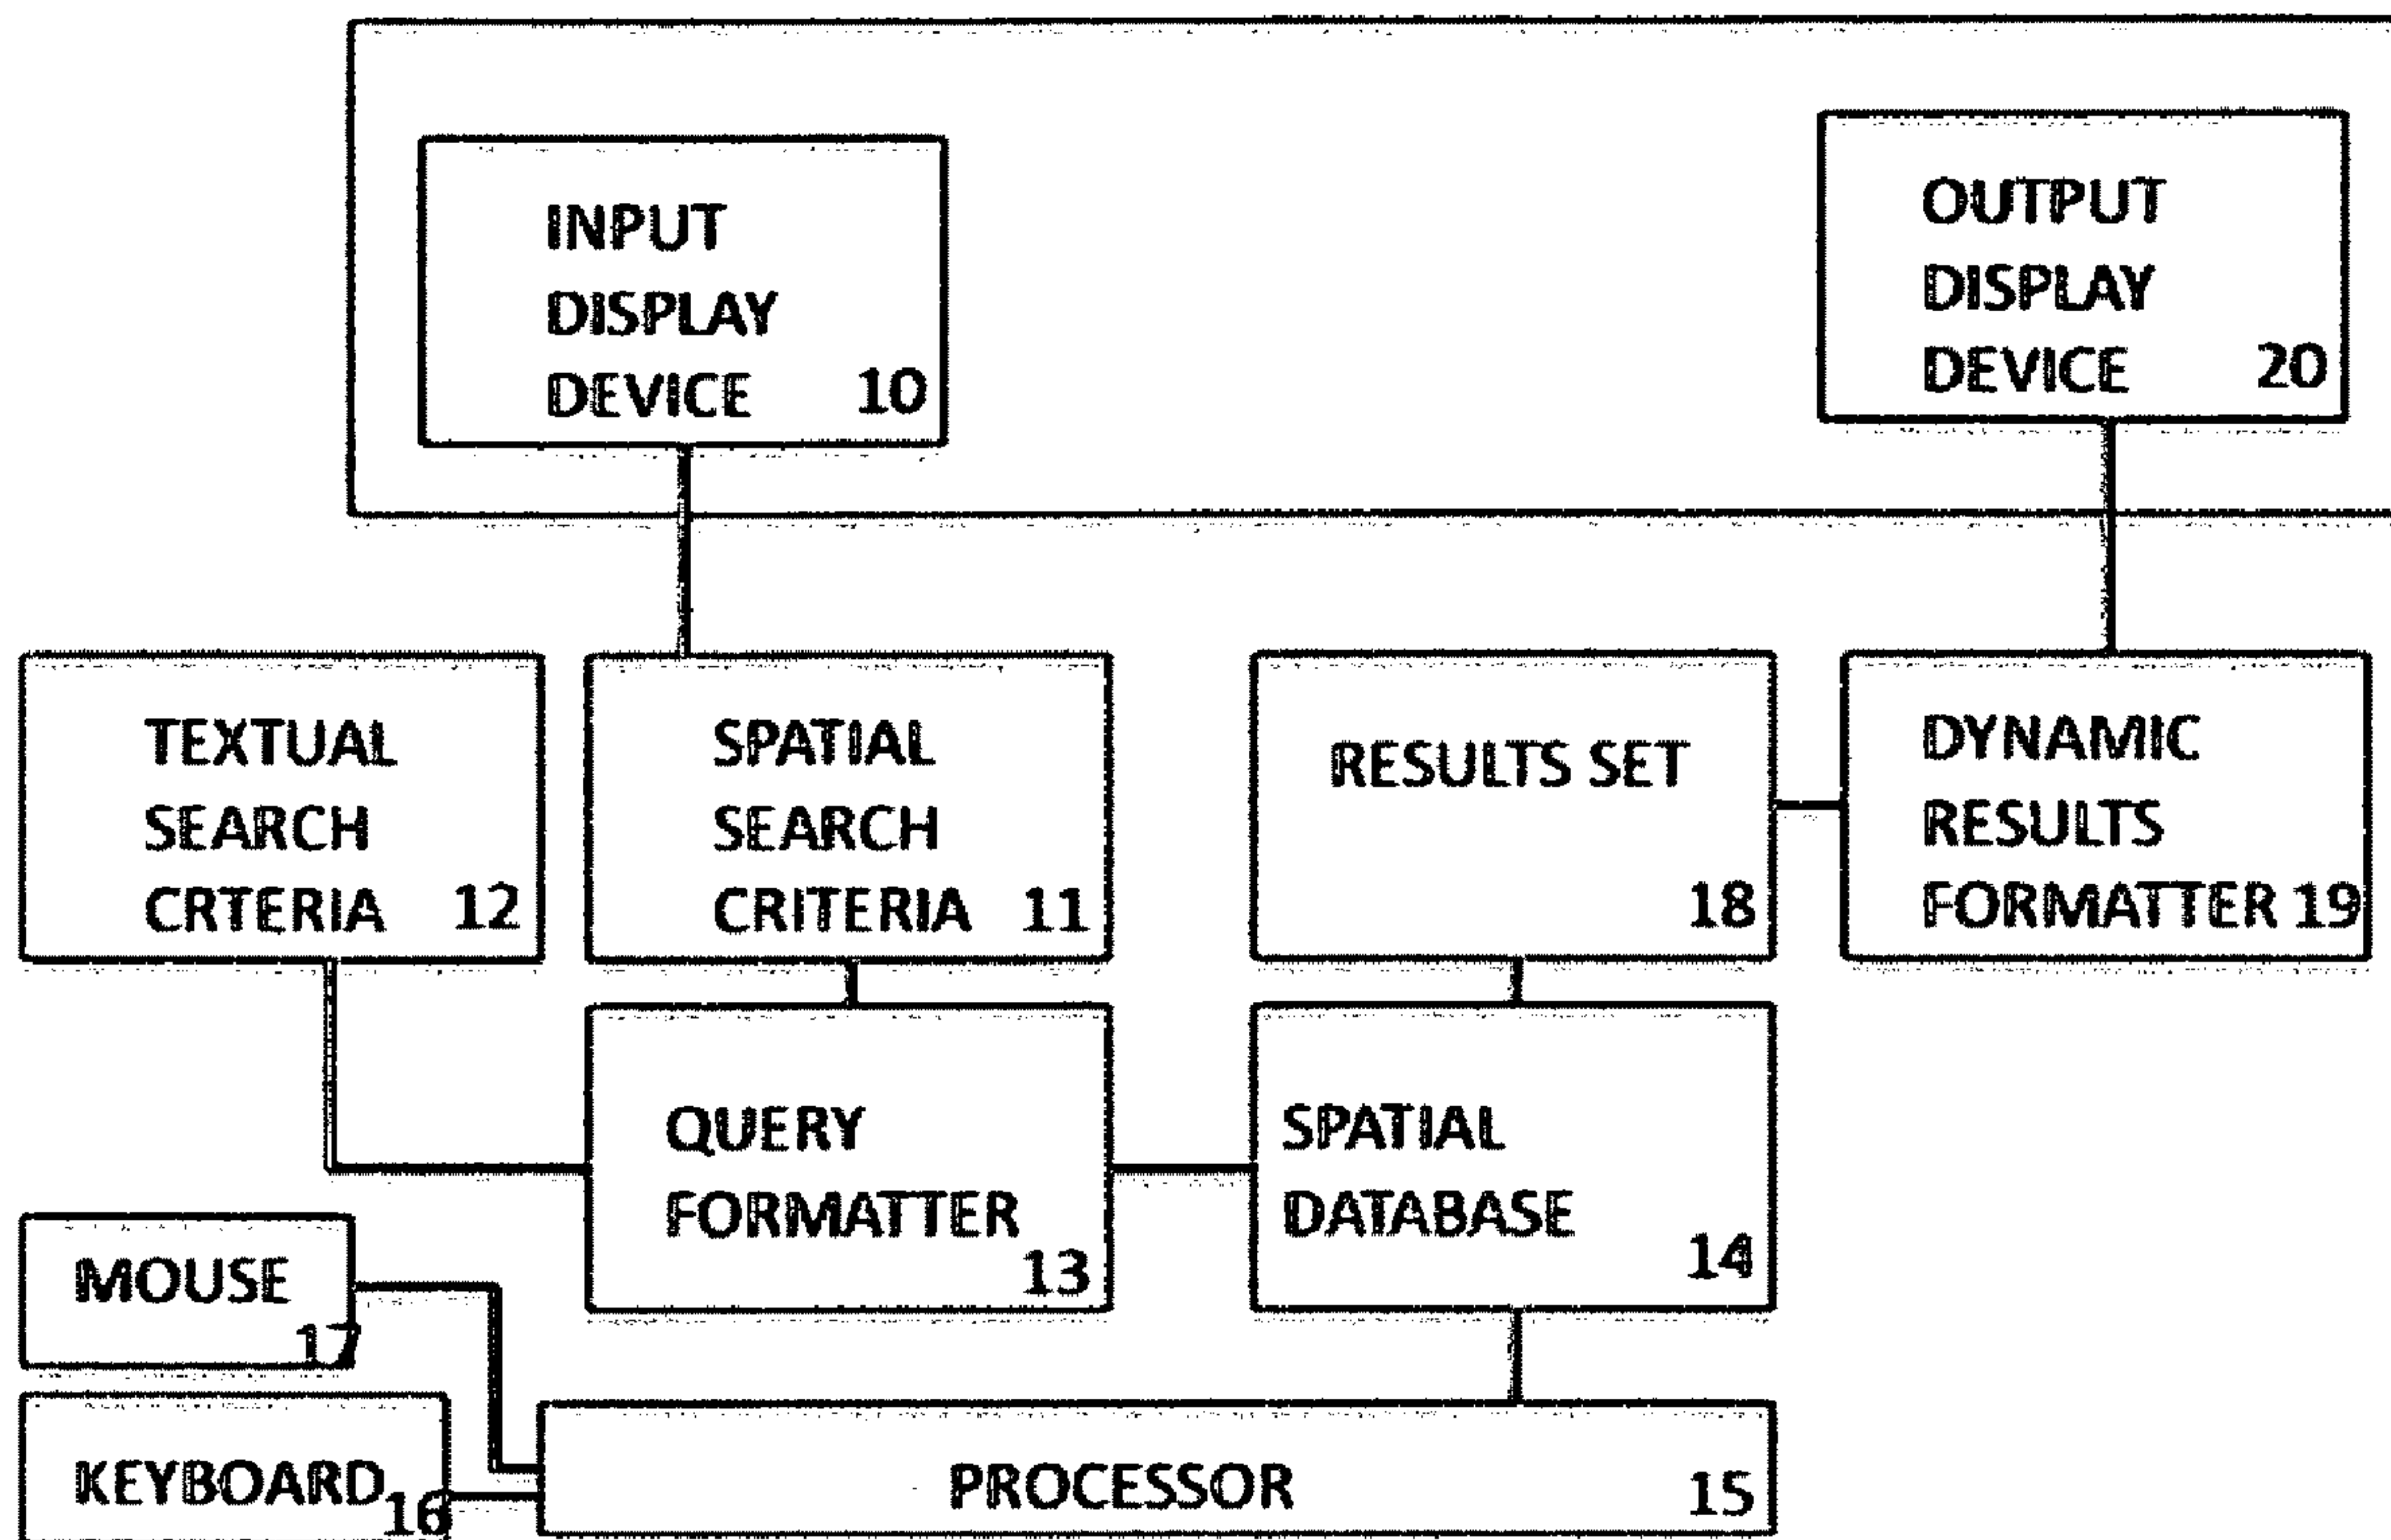 INPUT
DISPLAY
DEVICE 10
OUTPUT
DISPLAY
DEVICE 20
TEXTUAL
SEARCH
CRTERIA 12
SPATIAL
SEARCH
CRITERIA 11
RESULTS SET
18
DYNAMIC
RESULTS
FORMATTER 19
QUERY
FORMATTER
13
SPATIAL
DATABASE
14
MOUSE
17
KEYBOARD
16
PROCESSOR
15